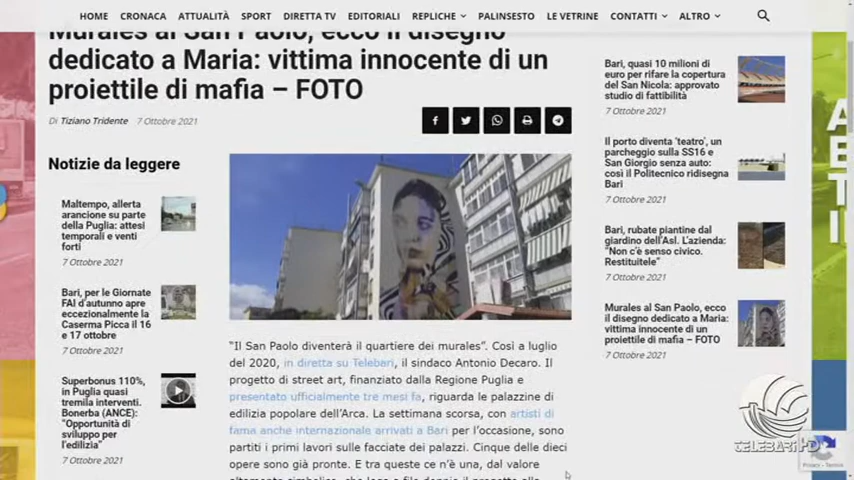 HOME CRONACA ATTUALITÀ SPORT DIRETTA TV EDITORIALI REPLICHE PALINSESTO LE VETRINE CONTATTI ALTRO
Murales al San Paolo, ecco il disegno
dedicato a Maria: vittima innocente di un
proiettile di mafia – FOTO
Di Tiziano Tridente 7 Ottobre 2021
Notizie da leggere
Maltempo, allerta
arancione su parte
della Puglia: attesi
temporali e venti
forti
7 Ottobre 2021
Bari, per le Giornate
FAI d'autunno apre
eccezionalmente la
Caserma Picca il 16
e 17 ottobre
7 Ottobre 2021
Superbonus 110%,
in Puglia quasi
tremila interventi.
Bonerba (ANCE):
"Opportunità di
sviluppo per
l'edilizia"
7 Ottobre 2021
"Il San Paolo diventerà il quartiere dei murales". Così a luglio
del 2020, in diretta su Telebari, il sindaco Antonio Decaro. Il
progetto di street art, finanziato dalla Regione Puglia e
presentato ufficialmente tre mesi fa, riguarda le palazzine di
edilizia popolare dell'Arca. La settimana scorsa, con artisti di
fama anche internazionale arrivati a Bari per l'occasione, sono
partiti i primi lavori sulle facciate dei palazzi. Cinque delle dieci
opere sono già pronte. E tra queste ce n'è una, dal valore
Bari, quasi 10 milioni di
euro per rifare la copertura
del San Nicola: approvato
studio di fattibilità
7 Ottobre 2021
Il porto diventa 'teatro', un
parcheggio sulla SS16 e
San Giorgio senza auto:
così il Politecnico ridisegna
Bari
7 Ottobre 2021
Bari, rubate piantine dal
giardino dell'Asl. L'azienda:
"Non c'è senso civico.
Restituitele"
7 Ottobre 2021
Murales al San Paolo, ecco
il disegno dedicato a Maria:
vittima innocente di un
proiettile di mafia – FOTO
7 Ottobre 2021
TELEBARI HD
Privacy - Termini